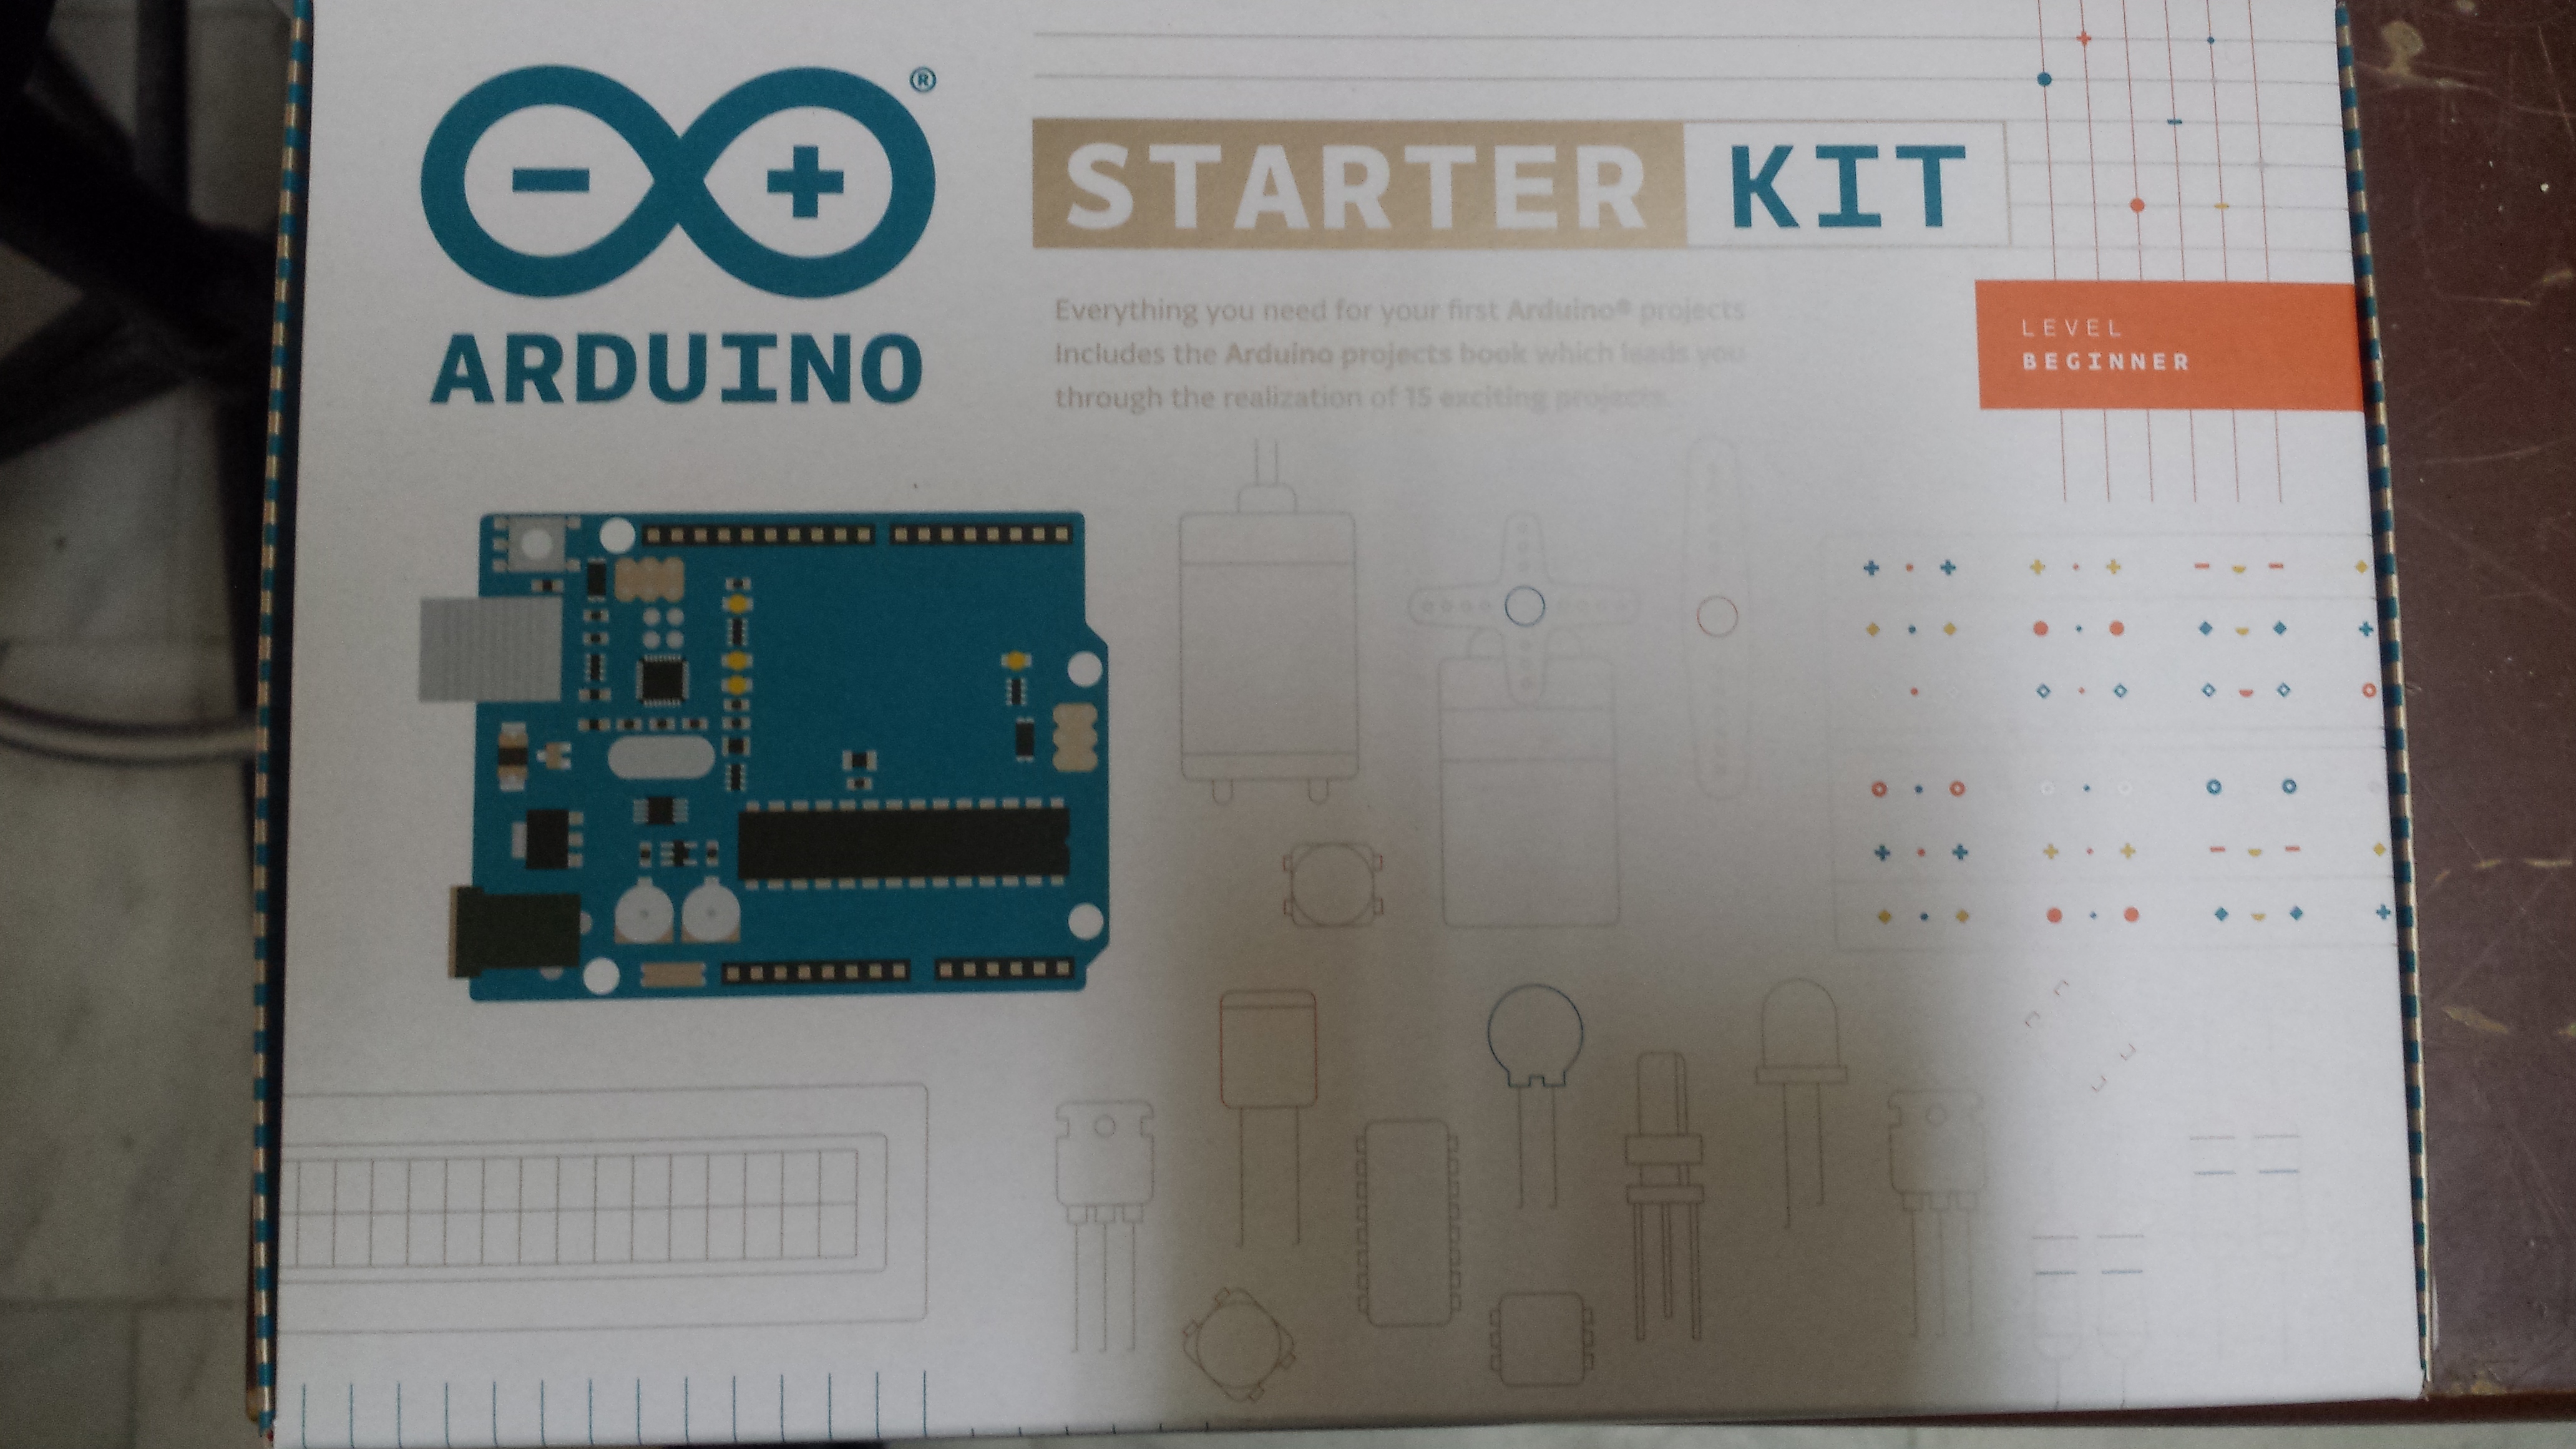 ARDUINO
®
STARTER KIT
Everything you need for your first Arduino® projects
Includes the Arduino projects book which leads you
through the realization of 15 exciting projects.
LEVEL
BEGINNER